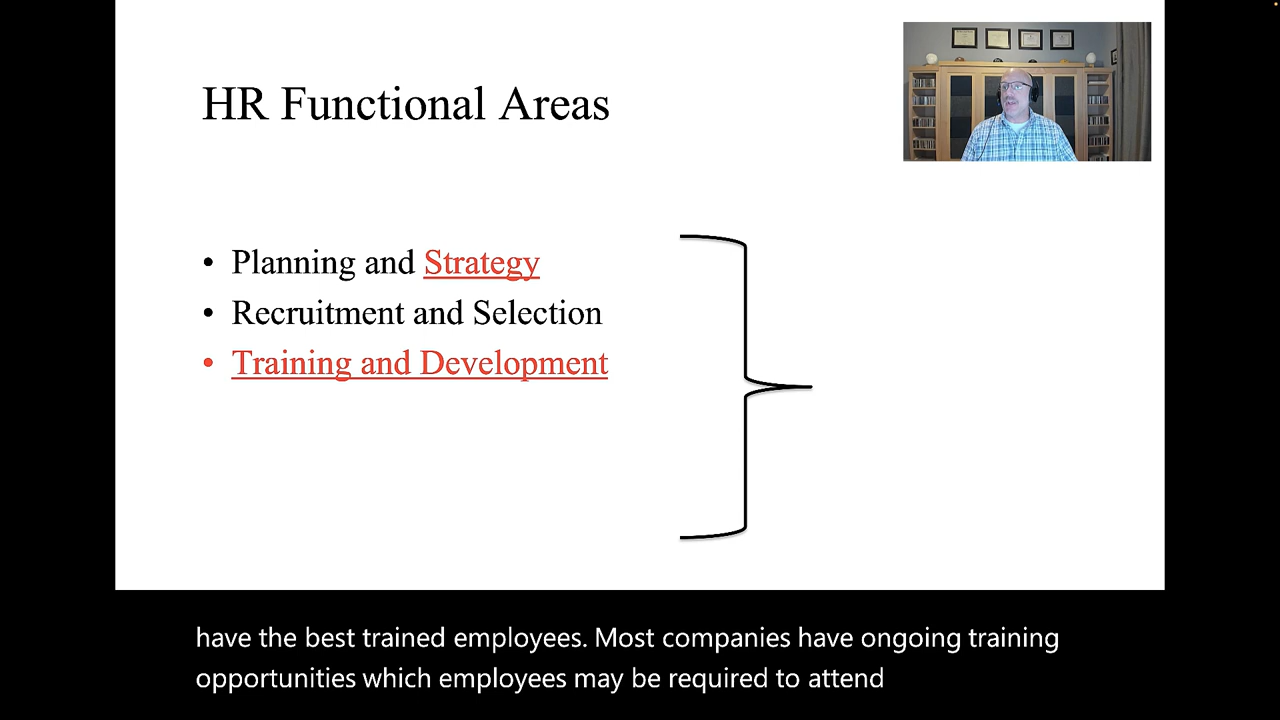 HR Functional Areas
• Planning and Strategy
• Recruitment and Selection
• Training and Development
have the best trained employees. Most companies have ongoing training
opportunities which employees may be required to attend